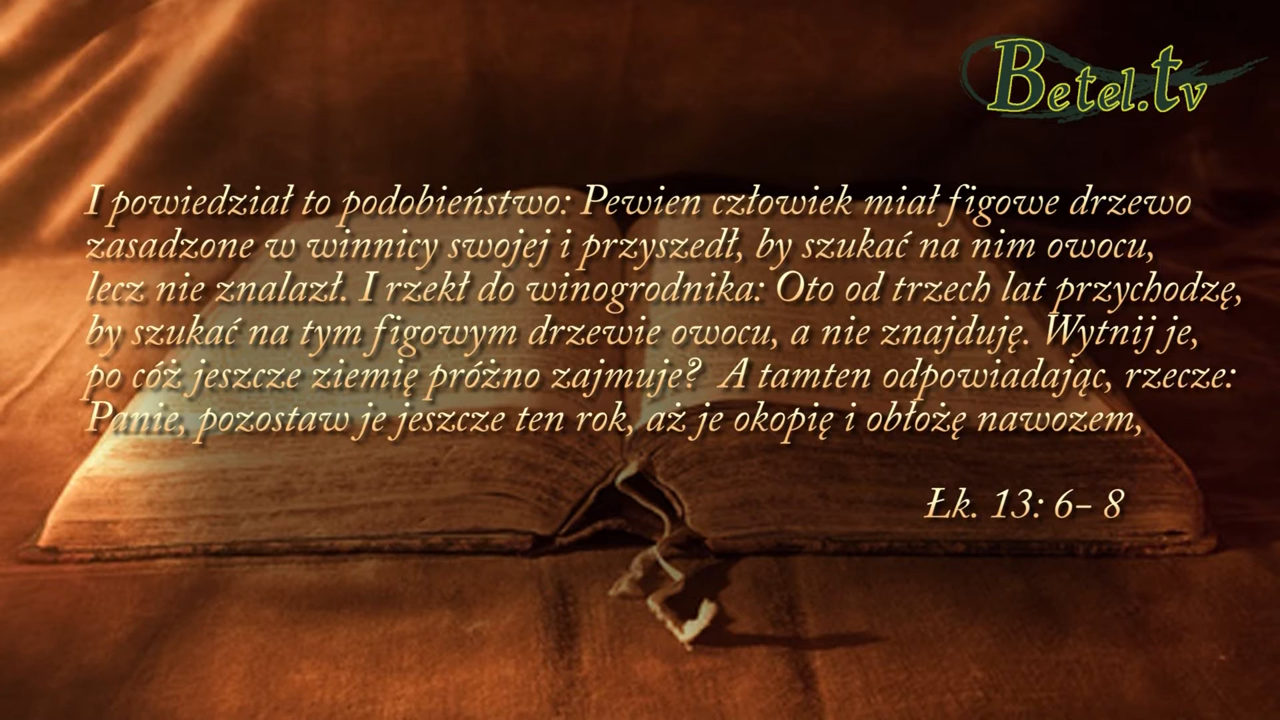 Betel.tv
I powiedział to podobieństwo: Pewien człowiek miał figowe drzewo
zasadzone w winnicy swojej i przyszedł, by szukać na nim owocu,
lecz nie znalazł. I rzekł do winogrodnika: Oto od trzech lat przychodzę,
by szukać na tym figowym drzewie owocu, a nie znajduję. Wytnij je,
po cóż jeszcze ziemię próżno zajmuje? A tamten odpowiadając, rzecze:
Panie, pozostaw je jeszcze ten rok, aż je okopię i obłożę nawozem,
Łk. 13: 6– 8